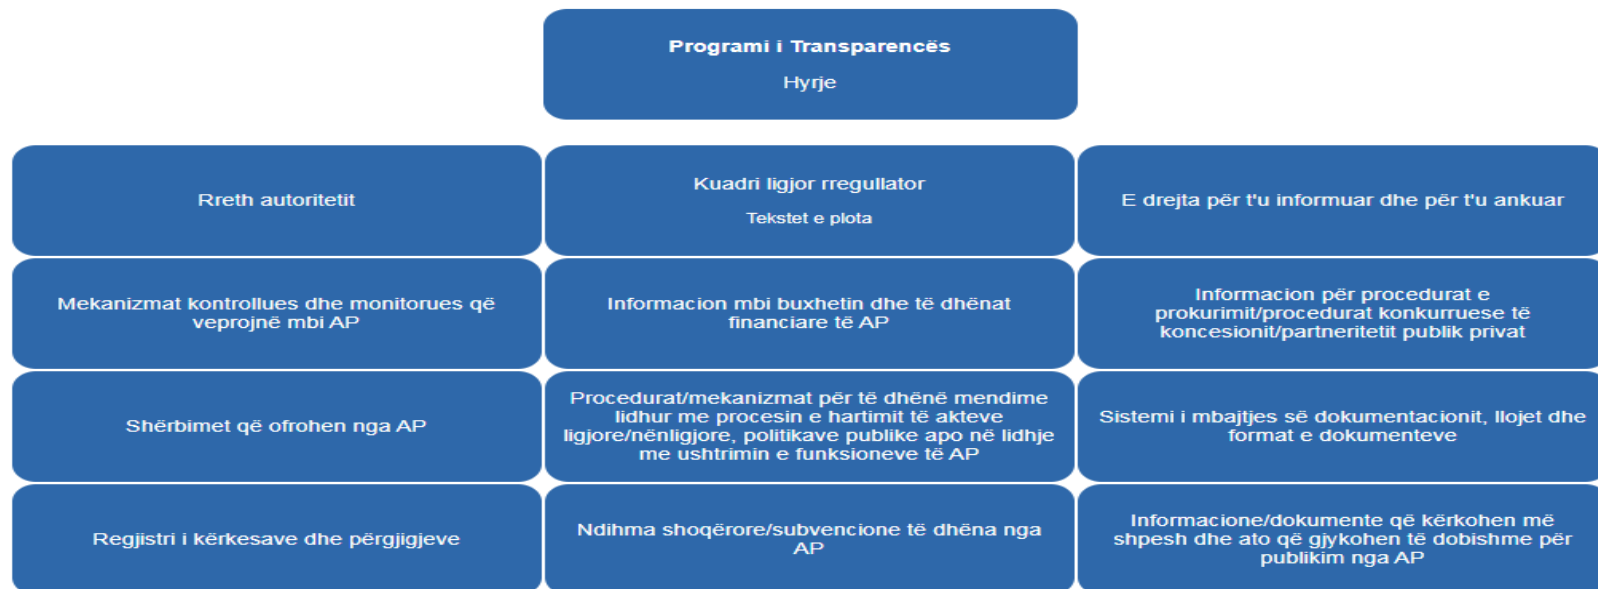 Programi i Transparencës
Hyrje
Rreth autoritetit
Kuadri ligjor rregullator
Tekstet e plota
E drejta për t'u informuar dhe për t'u ankuar
Mekanizmat kontrollues dhe monitorues që
veprojnë mbi AP
Informacion mbi buxhetin dhe të dhënat
financiare të AP
Informacion për procedurat e
prokurimit/procedurat konkurruese të
koncesionit/partneritetit publik privat
Shërbimet që ofrohen nga AP
Procedurat/mekanizmat për të dhënë mendime
lidhur me procesin e hartimit të akteve
ligjore/nënligjore, politikave publike apo në lidhje
me ushtrimin e funksioneve të AP
Sistemi i mbajtjes së dokumentacionit, llojet dhe
format e dokumenteve
Regjistri i kërkesave dhe përgjigjeve
Ndihma shoqërore/subvencione të dhëna nga
AP
Informacione/dokumente që kërkohen më
shpesh dhe ato që gjykohen të dobishme për
publikim nga AP